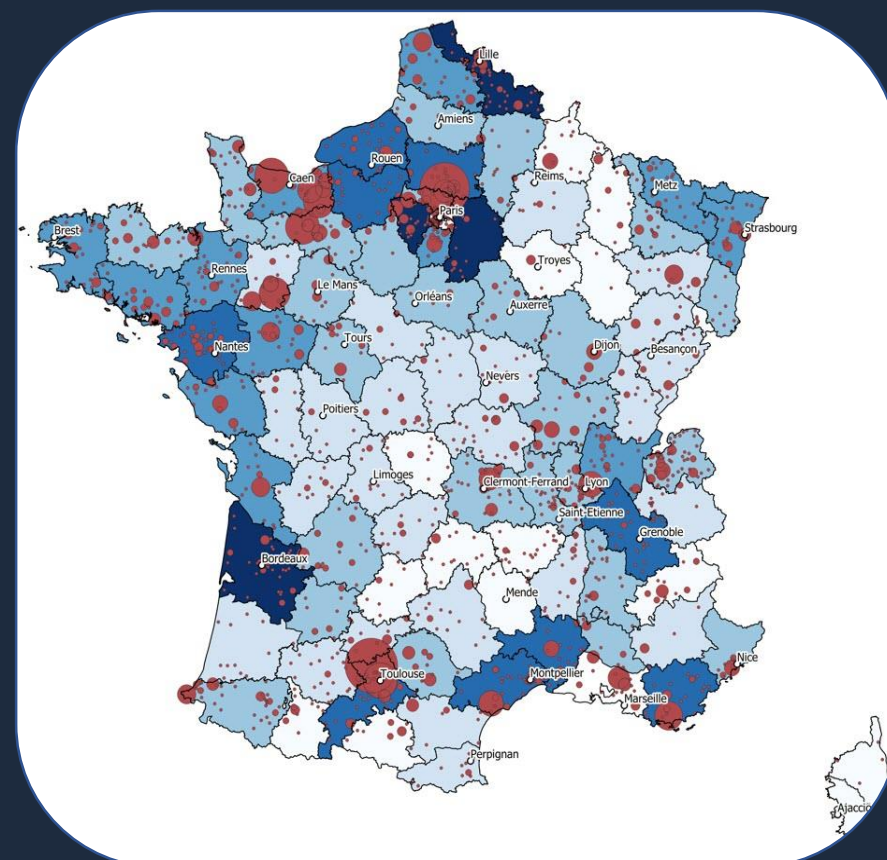 Lille
Amiens
Rouen
Caen
Reims
Metz
Paris
Strasbourg
Brest
Rennes
Troyes
Le Mans
Orléans
Auxerre
Nantes
Tours
Dijon
Besançon
Nevers
Poitiers
Limoges
Clermont-Ferrand
Lyon
Saint-Etienne
Grenoble
Bordeaux
Mende
Nice
Toulouse
Montpellier
Marseille
Perpignan
Ajaccio